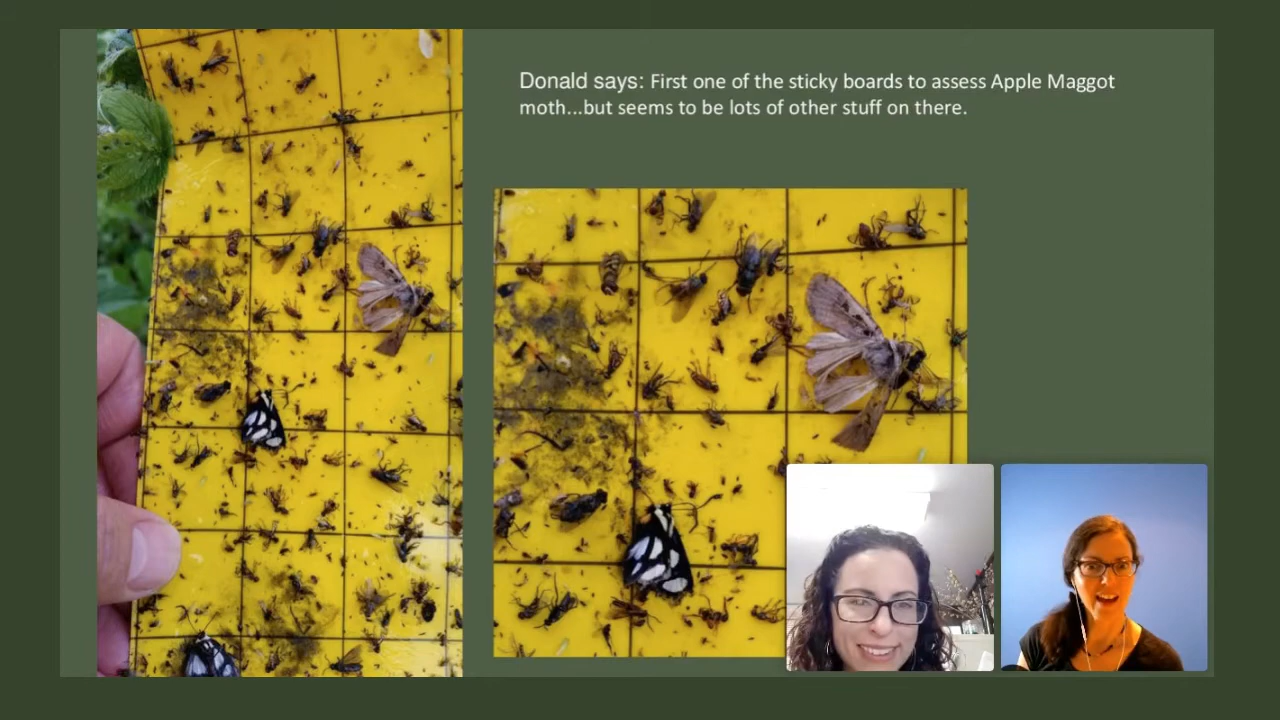 Donald says: First one of the sticky boards to assess Apple Maggot
moth...but seems to be lots of other stuff on there.